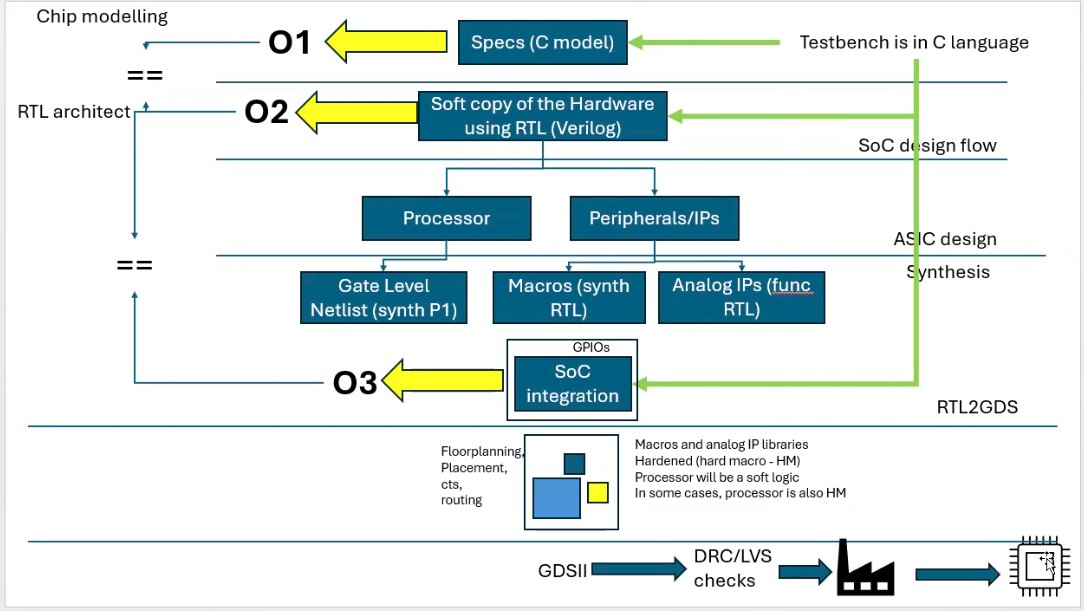 Chip modelling
O1
Specs (C model)
Testbench is in C language
==
RTL architect
O2
Soft copy of the Hardware
using RTL (Verilog)
SoC design flow
Processor
Peripherals/IPs
ASIC design
==
Synthesis
Gate Level
Netlist (synth P1)
Macros (synth
RTL)
Analog IPs (func
RTL)
GPIOs
O3
SoC
integration
RTL2GDS
Floorplanning,
Placement,
cts,
routing
Macros and analog IP libraries
Hardened (hard macro - HM)
Processor will be a soft logic
In some cases, processor is also HM
GDSII
DRC/LVS
checks